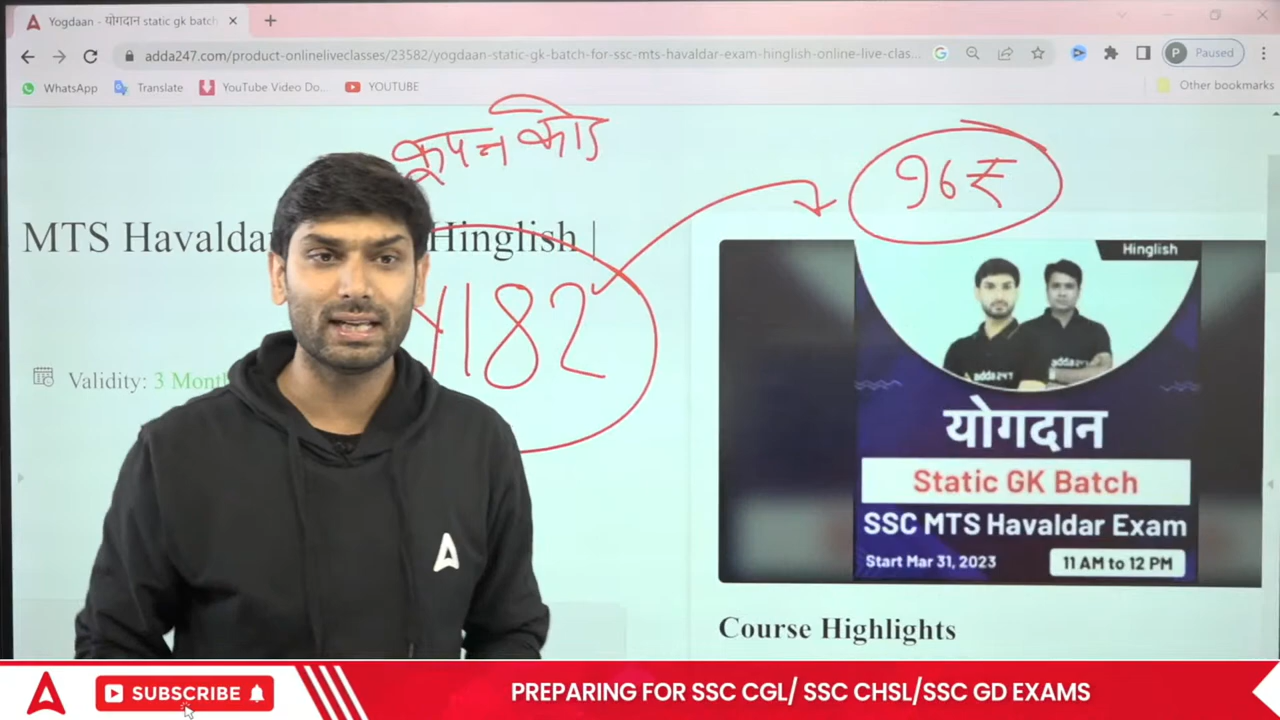 Yogdaan - योगदान static gk batch
adda247.com/product-onlineliveclasses/23582/yogdaan-static-gk-batch-for-ssc-mts-havaldar-exam-hinglish-online-live-clas...
P Paused
WhatsApp Translate YouTube Video Do... YOUTUBE Other bookmarks
कूपन कोड
96₹
MTS Havaldar Hinglish |
Y182
Validity: 3 Month
Hinglish
adda247 adda247
योगदान
Static GK Batch
SSC MTS Havaldar Exam
Start Mar 31, 2023 11 AM to 12 PM
Course Highlights
SUBSCRIBE
PREPARING FOR SSC CGL/ SSC CHSL/SSC GD EXAMS